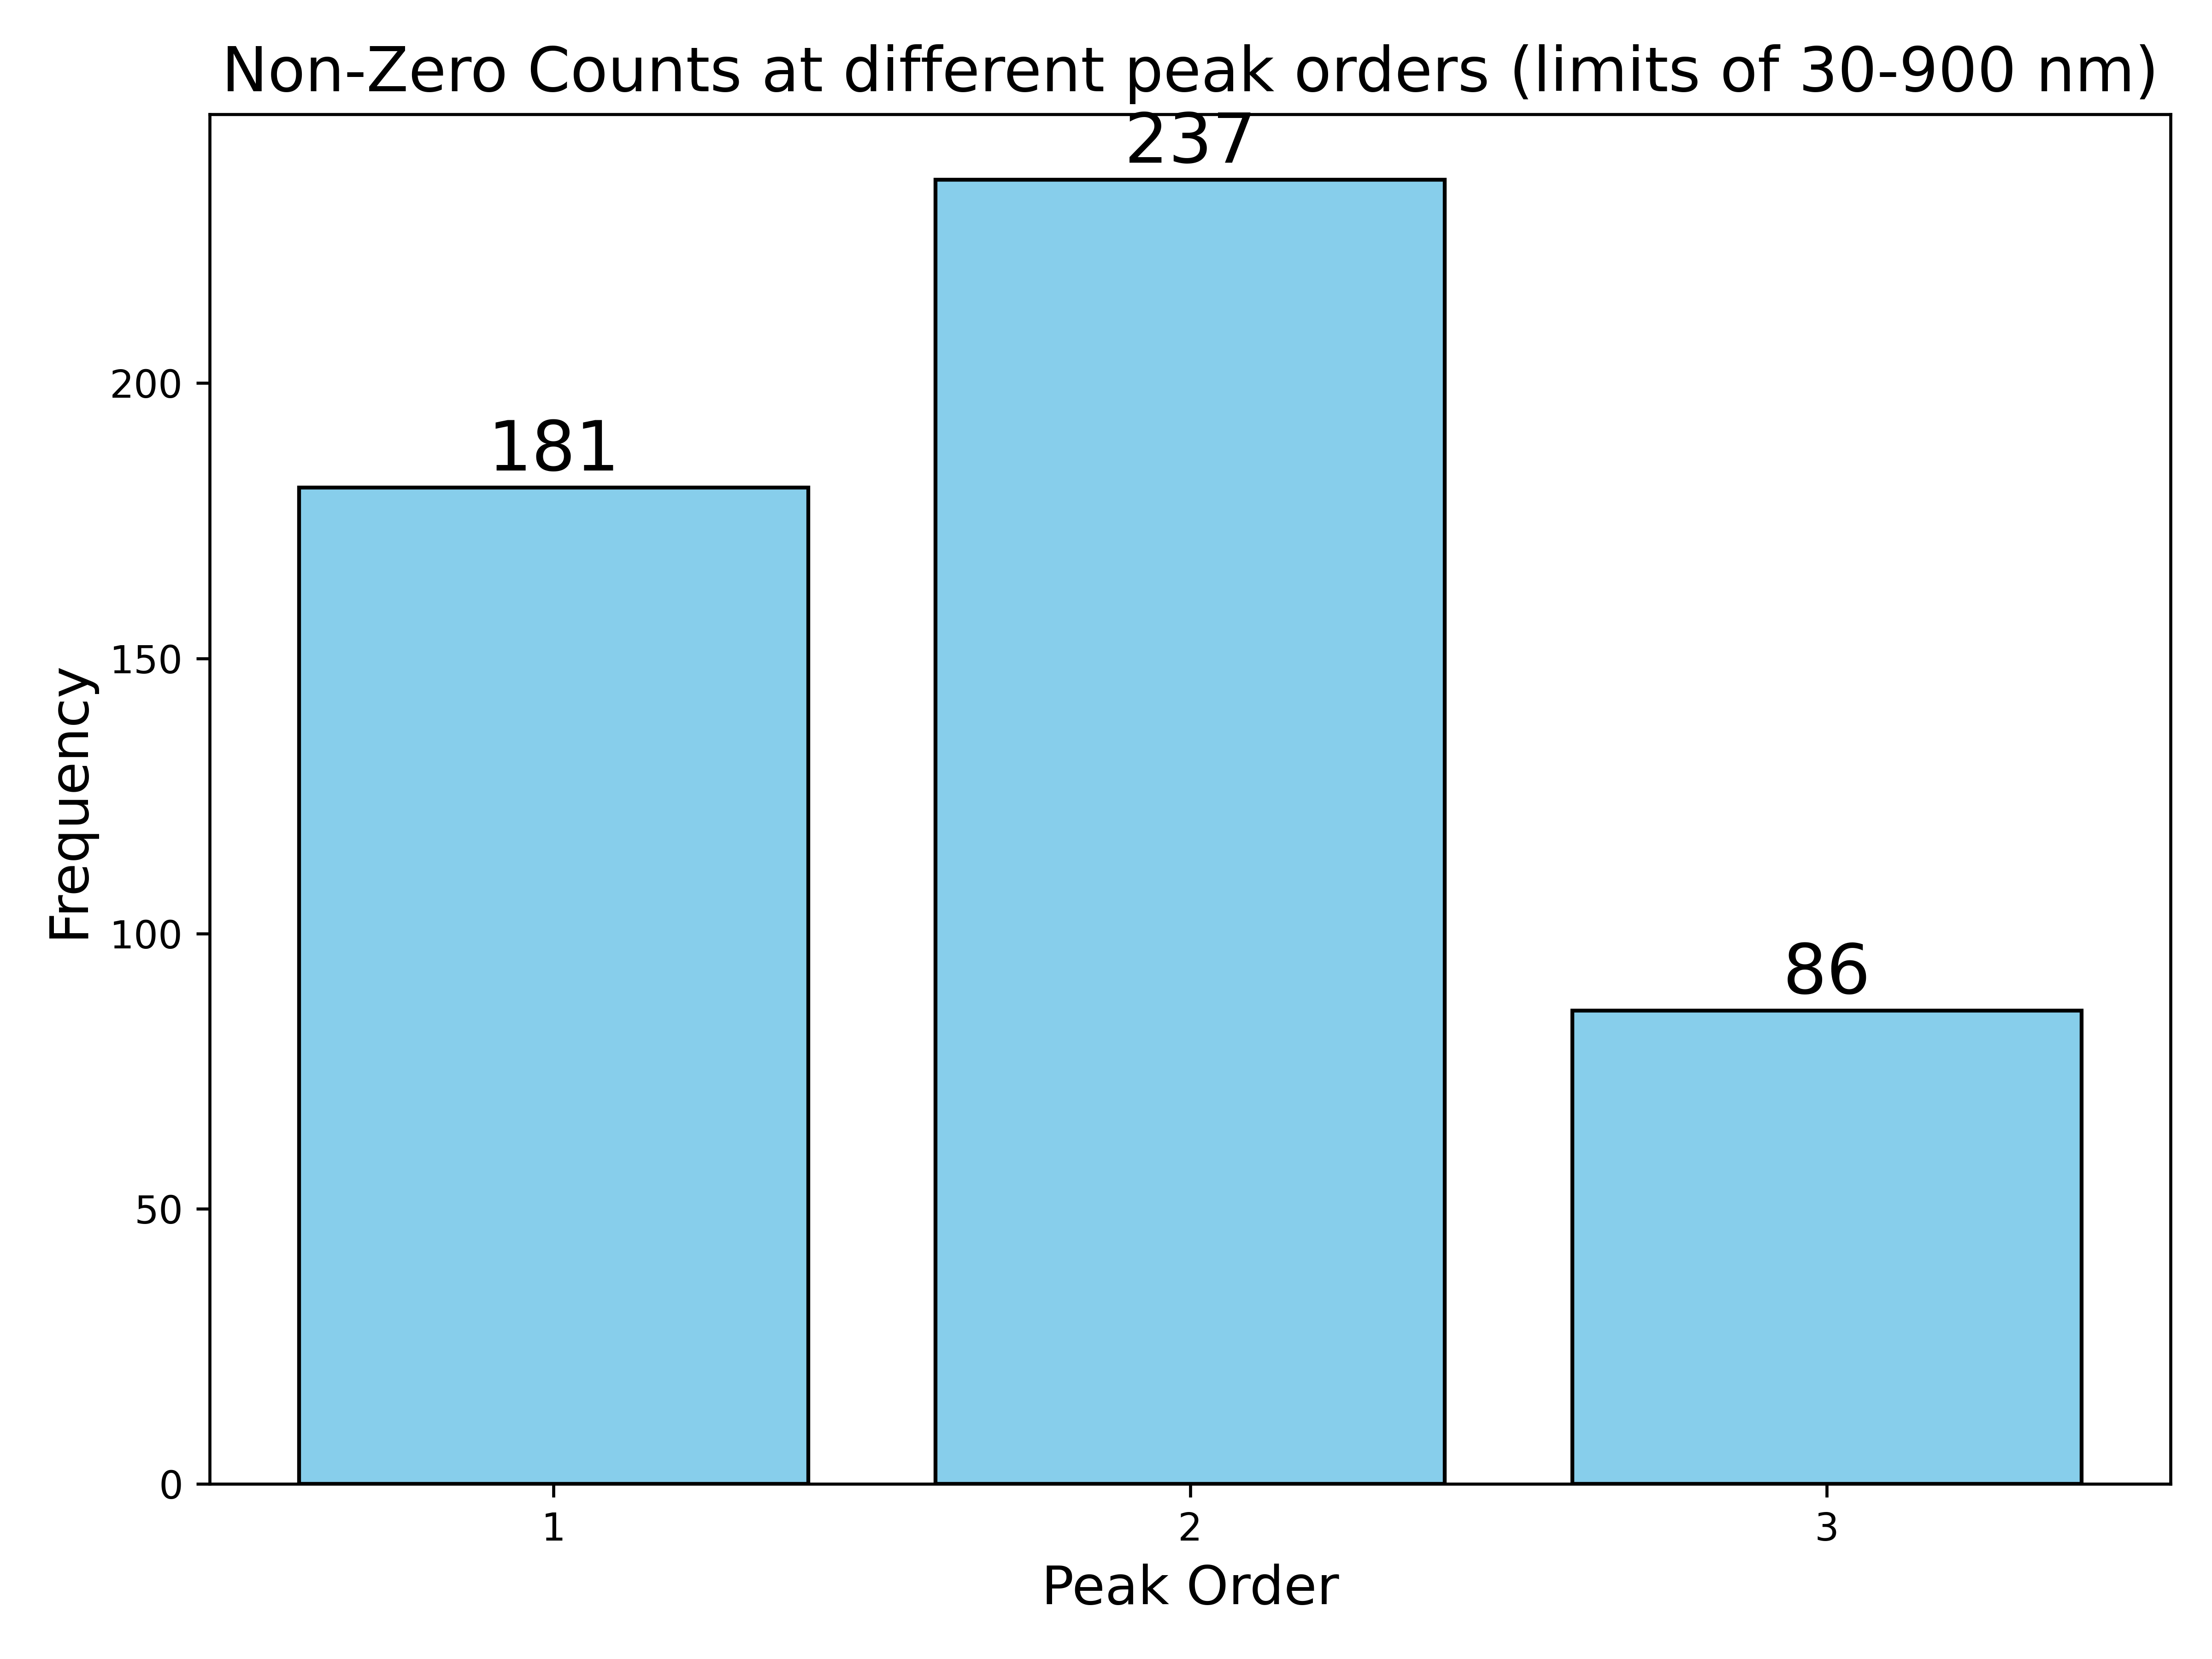 Non-Zero Counts at different peak orders (limits of 30-900 nm)
237
200
181
150
Frequency
100
86
50
0
1 2 3
Peak Order